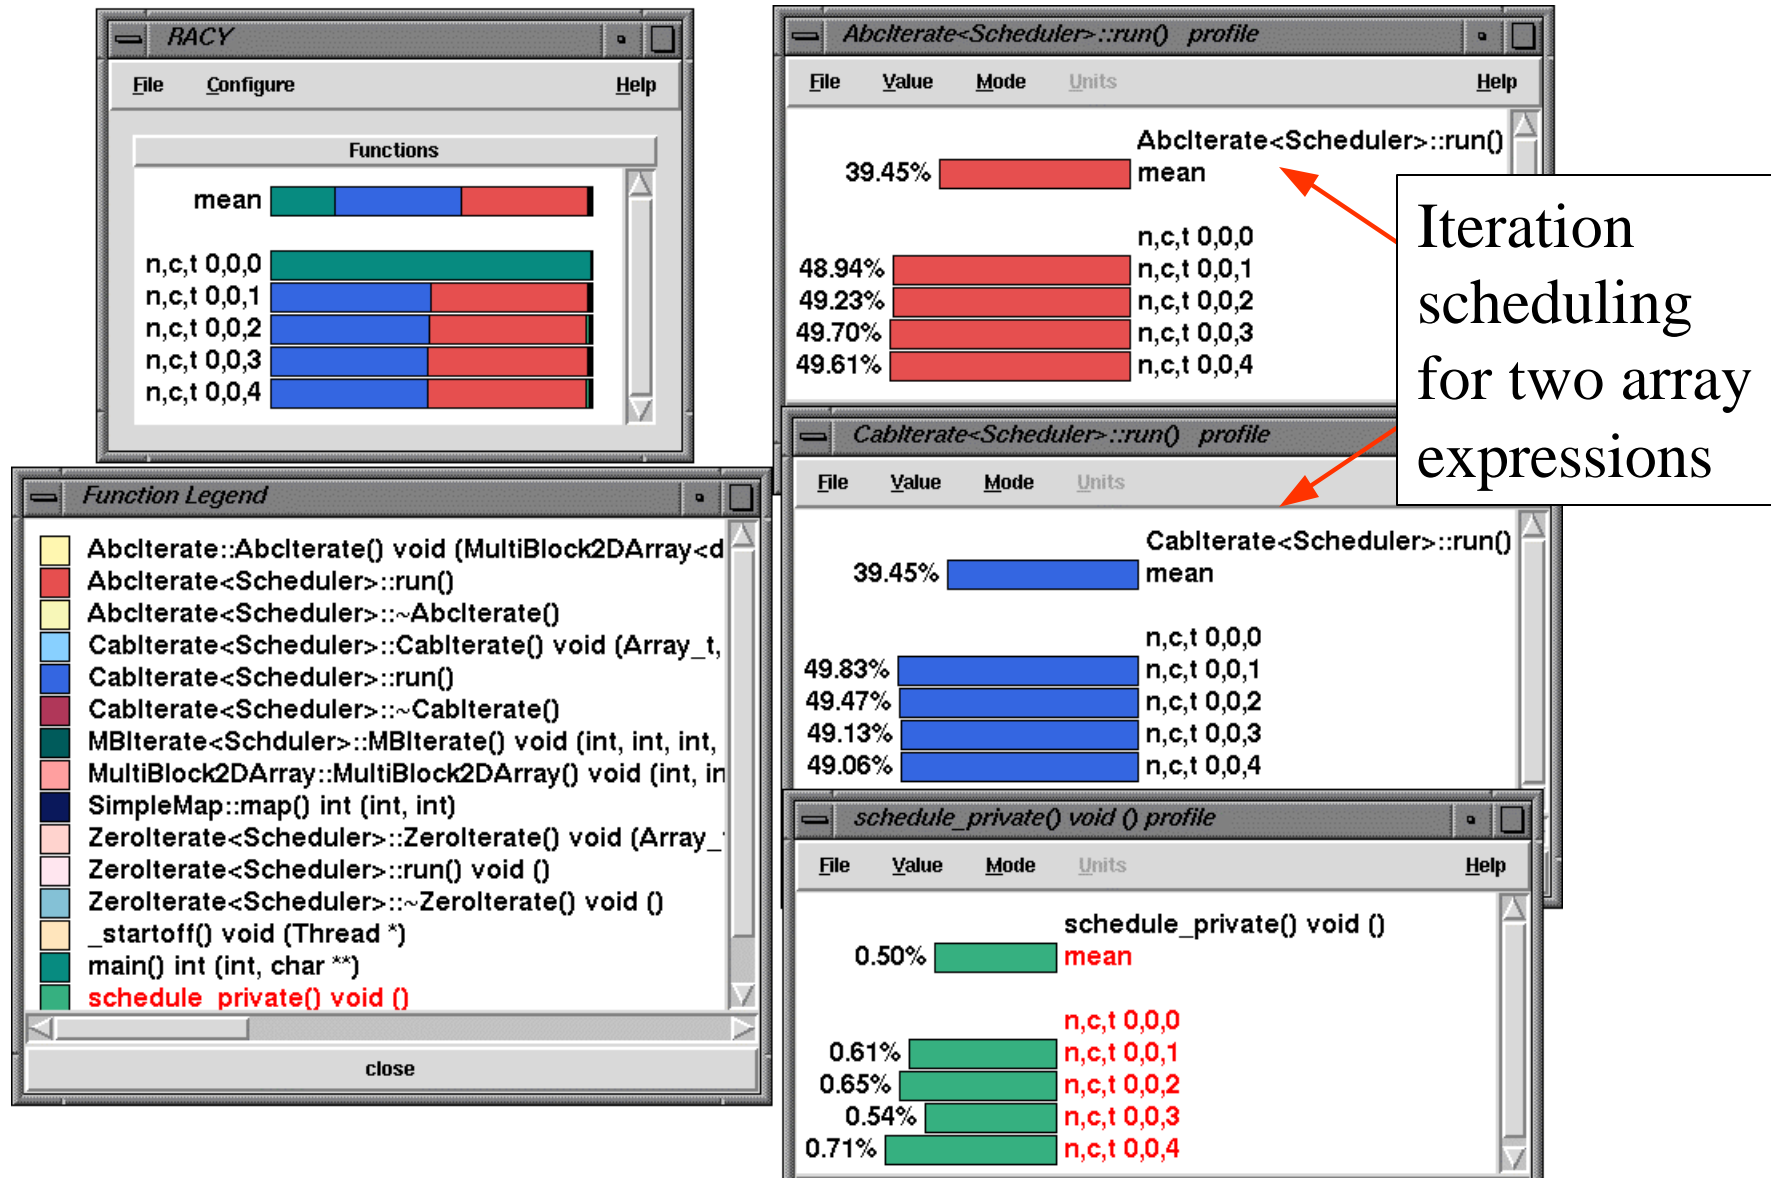 RACY
File Configure Help
Functions
mean
n,c,t 0,0,0
n,c,t 0,0,1
n,c,t 0,0,2
n,c,t 0,0,3
n,c,t 0,0,4
Function Legend
AbcIterate::AbcIterate() void (MultiBlock2DArray<d
AbcIterate<Scheduler>::run()
AbcIterate<Scheduler>::~AbcIterate()
CabIterate<Scheduler>::CabIterate() void (Array_t,
CabIterate<Scheduler>::run()
CabIterate<Scheduler>::~CabIterate()
MBIterate<Schduler>::MBIterate() void (int, int, int,
MultiBlock2DArray::MultiBlock2DArray() void (int, in
SimpleMap::map() int (int, int)
ZeroIterate<Scheduler>::ZeroIterate() void (Array_
ZeroIterate<Scheduler>::run() void ()
ZeroIterate<Scheduler>::~ZeroIterate() void ()
_startoff() void (Thread *)
main() int (int, char **)
schedule_private() void ()
close
AbcIterate<Scheduler>::run() profile
File Value Mode Units Help
AbcIterate<Scheduler>::run()
39.45% mean
n,c,t 0,0,0
48.94% n,c,t 0,0,1
49.23% n,c,t 0,0,2
49.70% n,c,t 0,0,3
49.61% n,c,t 0,0,4
Iteration
scheduling
for two array
expressions
CabIterate<Scheduler>::run() profile
File Value Mode Units
CabIterate<Scheduler>::run()
39.45% mean
n,c,t 0,0,0
49.83% n,c,t 0,0,1
49.47% n,c,t 0,0,2
49.13% n,c,t 0,0,3
49.06% n,c,t 0,0,4
schedule_private() void () profile
File Value Mode Units Help
schedule_private() void ()
0.50% mean
n,c,t 0,0,0
0.61% n,c,t 0,0,1
0.65% n,c,t 0,0,2
0.54% n,c,t 0,0,3
0.71% n,c,t 0,0,4